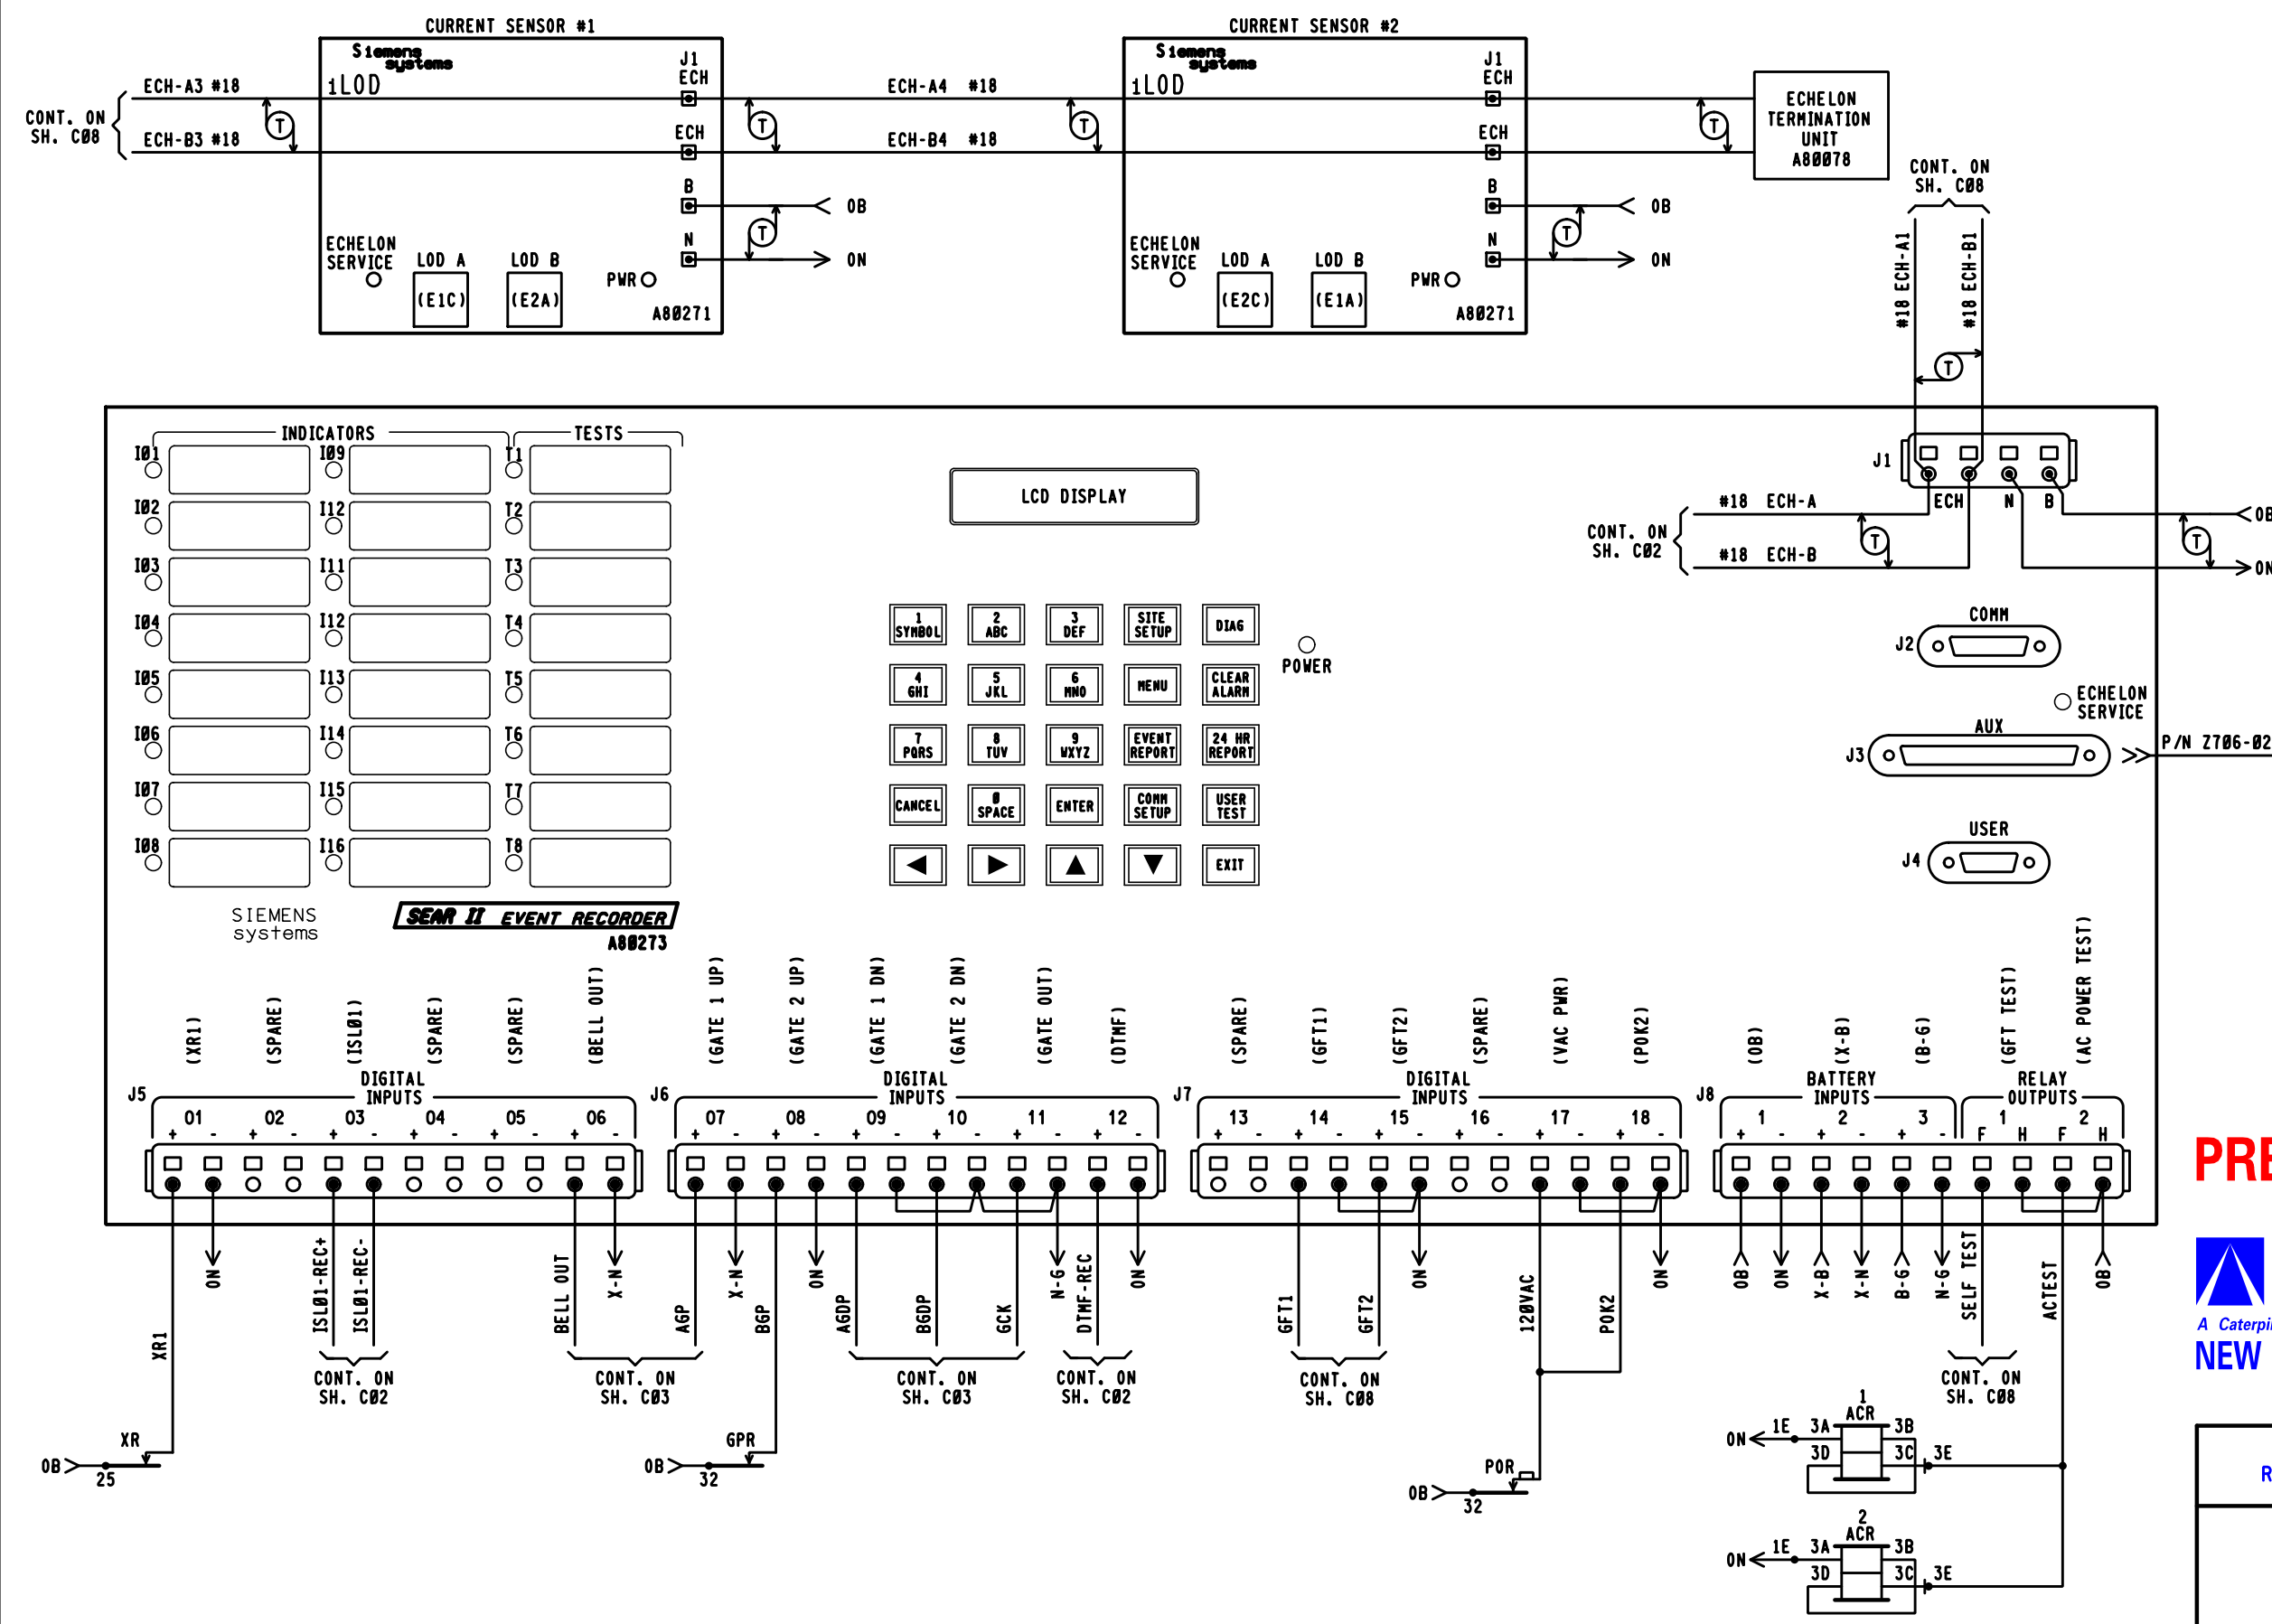 CURRENT SENSOR #1
Siemens
systems
iLOD
J1
ECH
ECH
B
N
ECHELON
SERVICE
LOD A
(E1C)
LOD B
(E2A)
PWR
A80271
CONT. ON
SH. C08
ECH-A3 #18
ECH-B3 #18
T
T
T
OB
ON
ECH-A4 #18
ECH-B4 #18
T
CURRENT SENSOR #2
Siemens
systems
iLOD
J1
ECH
ECH
B
N
ECHELON
SERVICE
LOD A
(E2C)
LOD B
(E1A)
PWR
A80271
T
T
OB
ON
ECHELON
TERMINATION
UNIT
A80078
CONT. ON
SH. C08
#18 ECH-A1
#18 ECH-B1
T
INDICATORS
TESTS
I01
I09
T1
I02
I12
T2
I03
I11
T3
I04
I12
T4
I05
I13
T5
I06
I14
T6
I07
I15
T7
I08
I16
T8
SIEMENS
systems
SEAR II EVENT RECORDER
A80273
LCD DISPLAY
1
SYMBOL
2
ABC
3
DEF
SITE
SETUP
DIAG
4
GHI
5
JKL
6
MNO
MENU
CLEAR
ALARM
7
PQRS
8
TUV
9
WXYZ
EVENT
REPORT
24 HR
REPORT
CANCEL
0
SPACE
ENTER
COMM
SETUP
USER
TEST
EXIT
POWER
J1
ECH
N
B
CONT. ON
SH. C02
#18 ECH-A
#18 ECH-B
T
T
OB
ON
COMM
J2
ECHELON
SERVICE
AUX
J3
P/N Z706-02
USER
J4
(XR1)
(SPARE)
(ISL01)
(SPARE)
(SPARE)
(BELL OUT)
(GATE 1 UP)
(GATE 2 UP)
(GATE 1 DN)
(GATE 2 DN)
(GATE OUT)
(DTMF)
(SPARE)
(GFT1)
(GFT2)
(SPARE)
(VAC PWR)
(POK2)
(OB)
(X-B)
(B-G)
(GFT TEST)
(AC POWER TEST)
J5
DIGITAL
INPUTS
01 02 03 04 05 06
+ - + - + - + - + - + -
J6
DIGITAL
INPUTS
07 08 09 10 11 12
+ - + - + - + - + - + -
J7
DIGITAL
INPUTS
13 14 15 16 17 18
+ - + - + - + - + - + -
J8
BATTERY
INPUTS
1 2 3
+ - + - + -
RELAY
OUTPUTS
1 2
F H F H
XR1
ON
ISL01-REC+
ISL01-REC-
BELL OUT
X-N
AGP
X-N
BGP
ON
AGDP
BGDP
GCK
N-G
DTMF-REC
ON
GFT1
GFT2
ON
120VAC
POK2
ON
OB
ON
X-B
X-N
B-G
N-G
SELF TEST
ACTEST
OB
CONT. ON
SH. C02
CONT. ON
SH. C03
CONT. ON
SH. C03
CONT. ON
SH. C02
CONT. ON
SH. C08
CONT. ON
SH. C08
XR
OB
25
GPR
OB
32
POR
OB
32
1
ACR
ON
1E
3A
3B
3D
3C
3E
2
ACR
ON
1E
3A
3B
3D
3C
3E
PRE
A Caterpi
NEW
R